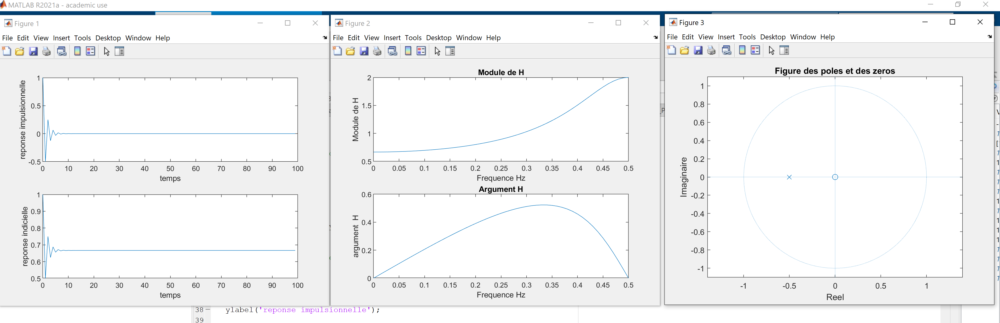 MATLAB R2021a - academic use
Figure 1
File Edit View Insert Tools Desktop Window Help
1
0.5
0
-0.5
reponse impulsionnelle
0 10 20 30 40 50 60 70 80 90 100
temps
1
0.9
0.8
0.7
0.6
0.5
reponse indicielle
0 10 20 30 40 50 60 70 80 90 100
temps
Figure 2
File Edit View Insert Tools Desktop Window Help
Module de H
2
1.5
1
0.5
Module de H
0 0.05 0.1 0.15 0.2 0.25 0.3 0.35 0.4 0.45 0.5
Frequence Hz
Argument H
0.6
0.4
0.2
0
argument H
0 0.05 0.1 0.15 0.2 0.25 0.3 0.35 0.4 0.45 0.5
Frequence Hz
Figure 3
File Edit View Insert Tools Desktop Window Help
Figure des poles et des zeros
1
0.8
0.6
0.4
0.2
0
-0.2
-0.4
-0.6
-0.8
-1
Imaginaire
-1 -0.5 0 0.5 1
Reel
38 ylabel('reponse impulsionnelle');
39